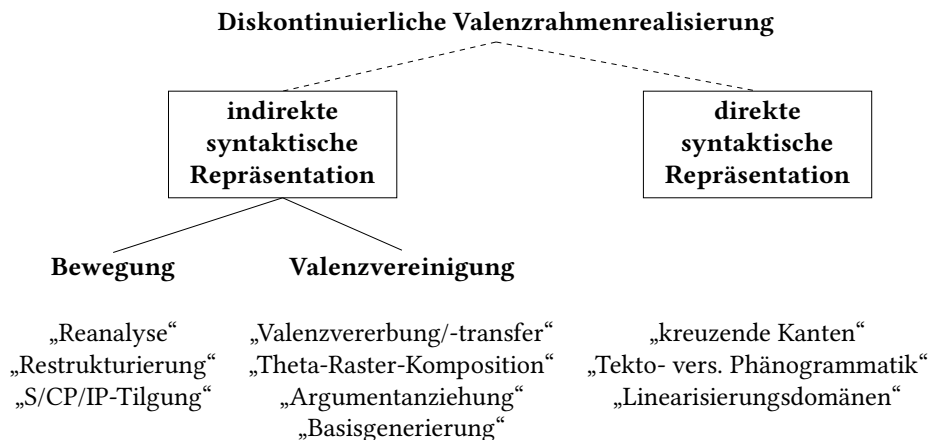 Diskontinuierliche Valenzrahmenrealisierung
indirekte
syntaktische
Repräsentation
direkte
syntaktische
Repräsentation
Bewegung
Valenzvereinigung
„Reanalyse“
„Restrukturierung“
„S/CP/IP-Tilgung“
„Valenzvererbung/-transfer“
„Theta-Raster-Komposition“
„Argumentanziehung“
„Basisgenerierung“
„kreuzende Kanten“
„Tekto- vers. Phänogrammatik“
„Linearisierungsdomänen“